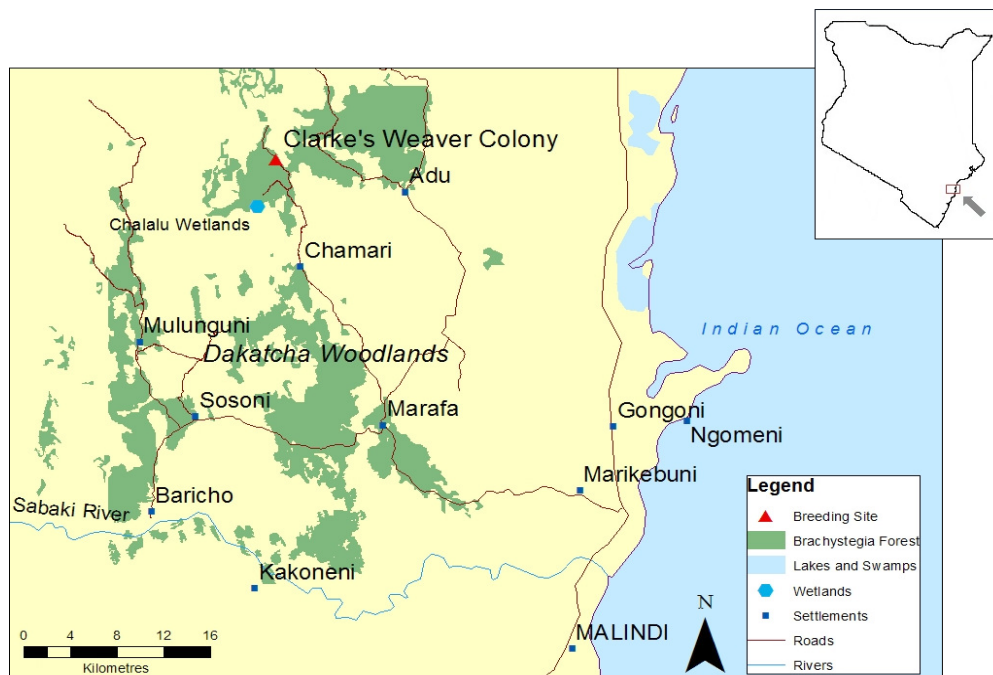 Clarke's Weaver Colony
Adu
Chalalu Wetlands
Chamari
Indian Ocean
Mulunguni
Dakatcha Woodlands
Sosoni
Marafa
Gongoni
Ngomeni
Marikebuni
Baricho
Sabaki River
Kakoneni
MALINDI
N
0 4 8 12 16
Kilometres
Legend
Breeding Site
Brachystegia Forest
Lakes and Swamps
Wetlands
Settlements
Roads
Rivers